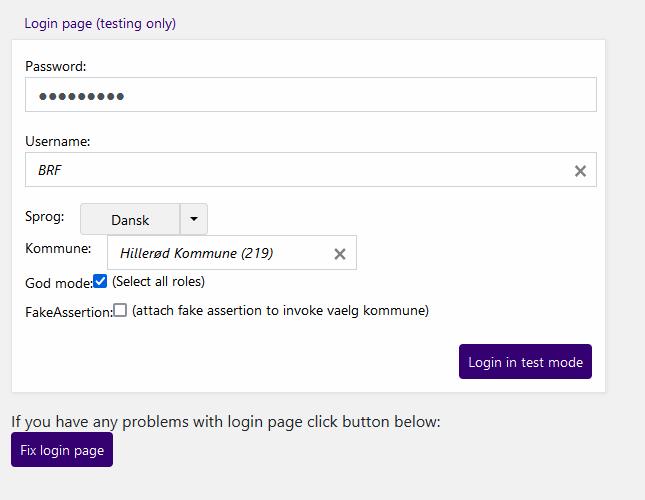 Login page (testing only)
Password:
●●●●●●●●●
Username:
BRF
Sprog: Dansk
Kommune: Hillerød Kommune (219)
God mode: (Select all roles)
FakeAssertion: (attach fake assertion to invoke vaelg kommune)
Login in test mode
If you have any problems with login page click button below:
Fix login page